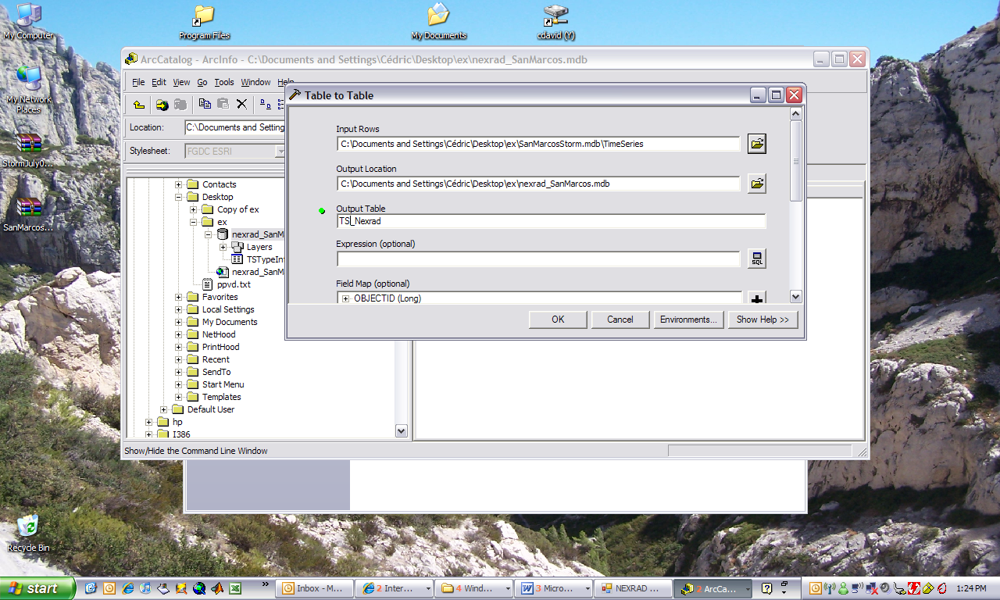 My Computer
Program Files
My Documents
cdavid (Y)
My Network
Places
StormJuly0...
SanMarcos...
Recycle Bin
ArcCatalog - ArcInfo - C:\Documents and Settings\Cédric\Desktop\ex\nexrad_SanMarcos.mdb
File Edit View Go Tools Window Help
Location:
C:\Documents and Setting
Stylesheet:
FGDC ESRI
Contacts
Desktop
Copy of ex
ex
nexrad_SanM
Layers
TSTypeIn
nexrad_SanM
ppvd.txt
Favorites
Local Settings
My Documents
NetHood
PrintHood
Recent
SendTo
Start Menu
Templates
Default User
hp
I386
Show/Hide the Command Line Window
Table to Table
Input Rows
C:\Documents and Settings\Cédric\Desktop\ex\SanMarcosStorm.mdb\TimeSeries
Output Location
C:\Documents and Settings\Cédric\Desktop\ex\nexrad_SanMarcos.mdb
Output Table
TS_Nexrad
Expression (optional)
SQL
Field Map (optional)
OBJECTID (Long)
OK
Cancel
Environments...
Show Help >>
start
Inbox - M...
2 Inter...
4 Wind...
3 Micro...
NEXRAD ...
2 ArcCa...
1:24 PM